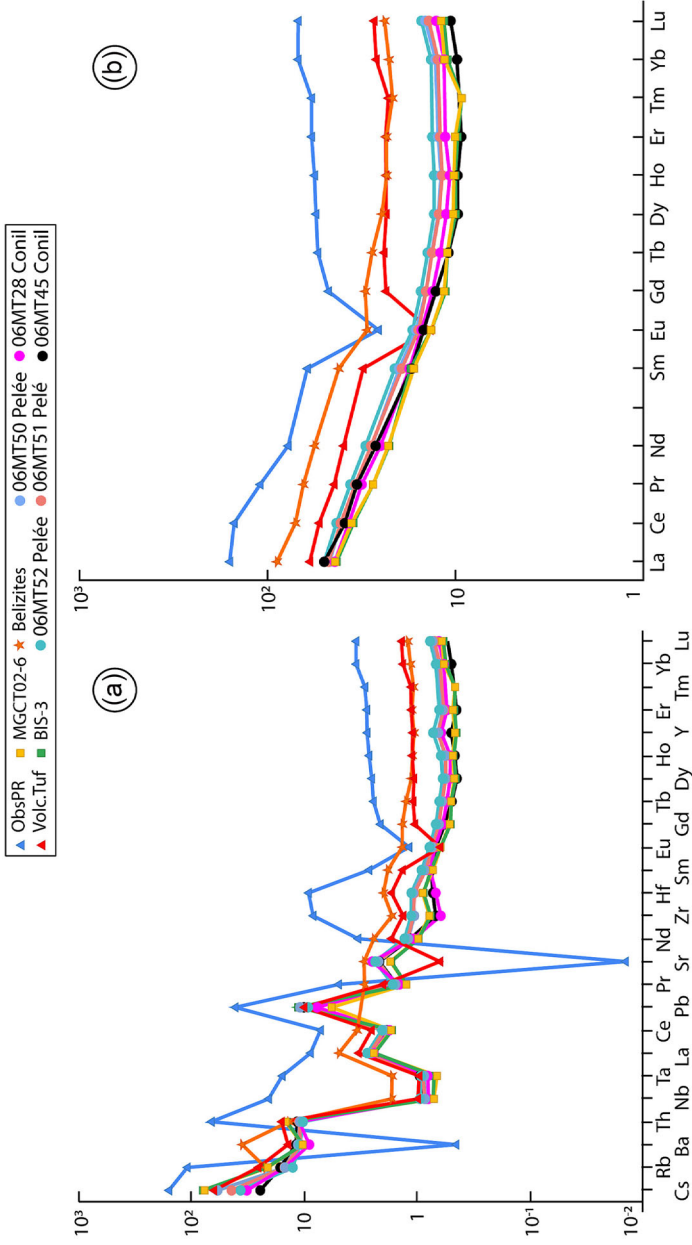 ObsPR MGCT02-6 Belizites 06MT50 Pelée 06MT28 Conil
Volc.Tuf BIS-3 06MT52 Pelée 06MT51 Pelé 06MT45 Conil
(a)
10³
10²
10
1
10⁻¹
10⁻²
Cs Rb Ba Th Nb Ta La Ce Pb Pr Sr Nd Zr Hf Sm Eu Gd Tb Dy Ho Y Er Tm Yb Lu
(b)
10³
10²
10
1
La Ce Pr Nd Sm Eu Gd Tb Dy Ho Er Tm Yb Lu